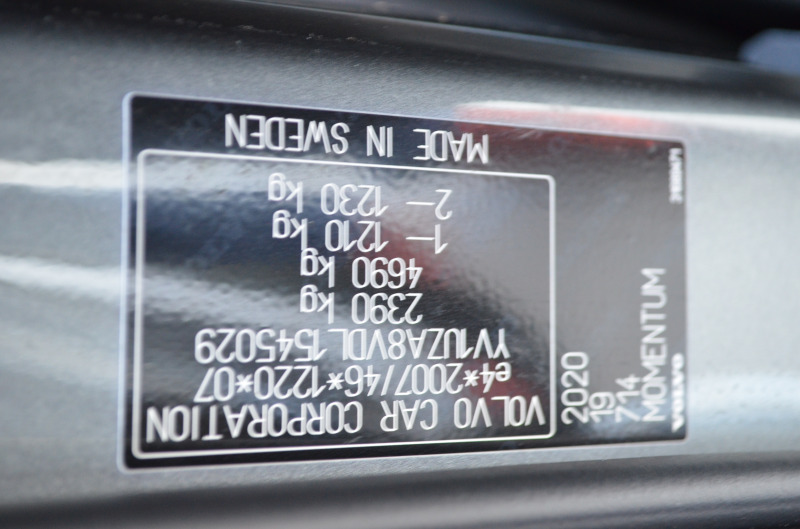 VOLVO CAR CORPORATION
e4*2007/46*1220*07
YV1UZA8VDL1545029
2390 kg
4690 kg
1— 1210 kg
2— 1230 kg
MADE IN SWEDEN
2020
19
714
MOMENTUM
VOLVO